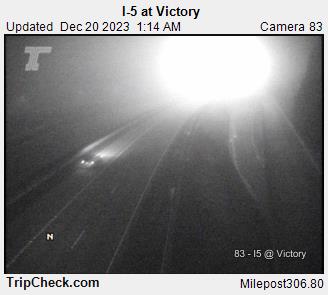 I-5 at Victory
Updated Dec 20 2023 1:14 AM Camera 83
T
N
83 - I5 @ Victory
TripCheck.com Milepost306.80